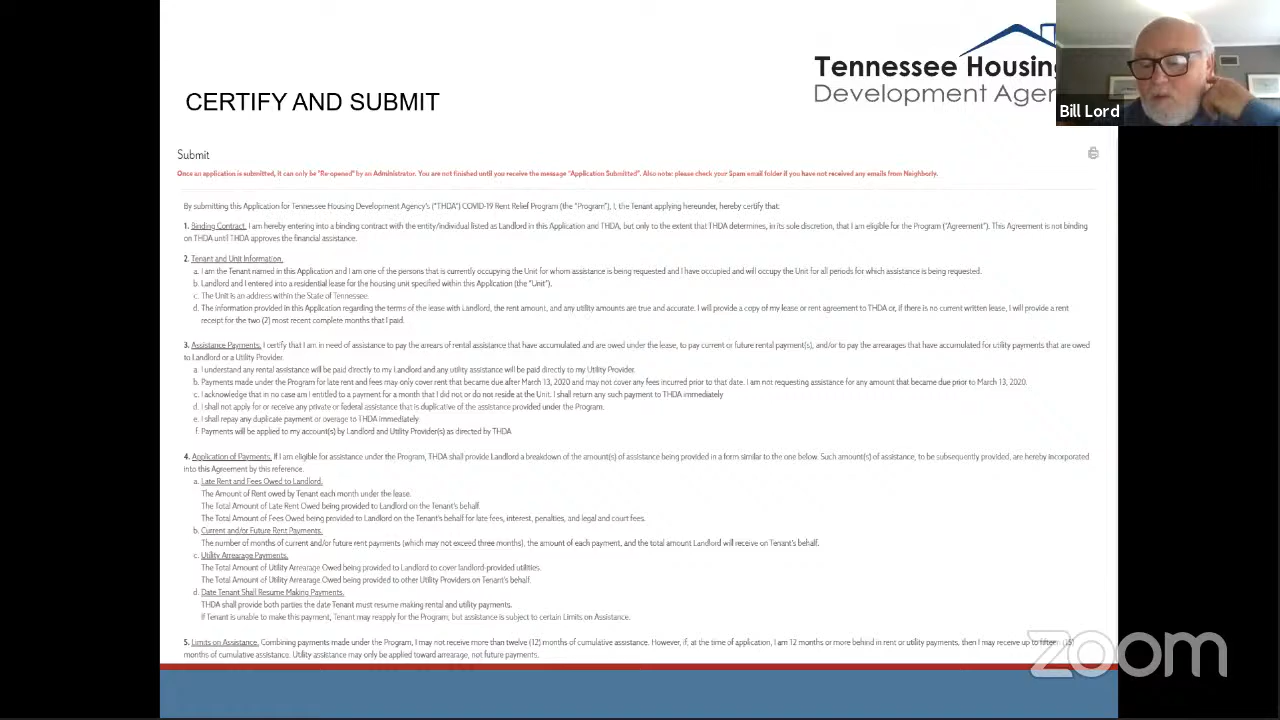 Tennessee Housing
Development Agen
Bill Lord
CERTIFY AND SUBMIT
Submit
Once an application is submitted, it can only be "Re-opened" by an Administrator. You are not finished until you receive the message "Application Submitted". Also note: please check your Spam email folder if you have not received any emails from Neighborly.
By submitting this Application for Tennessee Housing Development Agency's ("THDA") COVID-19 Rent Relief Program (the "Program"), I, the Tenant applying hereunder, hereby certify that:
1. Binding Contract. I am hereby entering into a binding contract with the entity/individual listed as Landlord in this Application and THDA, but only to the extent that THDA determines, in its sole discretion, that I am eligible for the Program ("Agreement"). This Agreement is not binding
on THDA until THDA approves the financial assistance.
2. Tenant and Unit Information.
a. I am the Tenant named in this Application and I am one of the persons that is currently occupying the Unit for whom assistance is being requested and I have occupied and will occupy the Unit for all periods for which assistance is being requested.
b. Landlord and I entered into a residential lease for the housing unit specified within this Application (the "Unit").
c. The Unit is an address within the State of Tennessee.
d. The information provided in this Application regarding the terms of the lease with Landlord, the rent amount, and any utility amounts are true and accurate. I will provide a copy of my lease or rent agreement to THDA or, if there is no current written lease, I will provide a rent
receipt for the two (2) most recent complete months that I paid.
3. Assistance Payments. I certify that I am in need of assistance to pay the arrears of rental assistance that have accumulated and are owed under the lease, to pay current or future rental payment(s), and/or to pay the arrearages that have accumulated for utility payments that are owed
to Landlord or a Utility Provider.
a. I understand any rental assistance will be paid directly to my Landlord and any utility assistance will be paid directly to my Utility Provider.
b. Payments made under the Program for late rent and fees may only cover rent that became due after March 13, 2020 and may not cover any fees incurred prior to that date. I am not requesting assistance for any amount that became due prior to March 13, 2020.
c. I acknowledge that in no case am I entitled to a payment for a month that I did not or do not reside at the Unit. I shall return any such payment to THDA immediately
d. I shall not apply for or receive any private or federal assistance that is duplicative of the assistance provided under the Program.
e. I shall repay any duplicate payment or overage to THDA immediately.
f. Payments will be applied to my account(s) by Landlord and Utility Provider(s) as directed by THDA
4. Application of Payments. If I am eligible for assistance under the Program, THDA shall provide Landlord a breakdown of the amount(s) of assistance being provided in a form similar to the one below. Such amount(s) of assistance, to be subsequently provided, are hereby incorporated
into this Agreement by this reference.
a. Late Rent and Fees Owed to Landlord.
The Amount of Rent owed by Tenant each month under the lease.
The Total Amount of Late Rent Owed being provided to Landlord on the Tenant's behalf.
The Total Amount of Fees Owed being provided to Landlord on the Tenant's behalf for late fees, interest, penalties, and legal and court fees.
b. Current and/or Future Rent Payments.
The number of months of current and/or future rent payments (which may not exceed three months), the amount of each payment, and the total amount Landlord will receive on Tenant's behalf.
c. Utility Arrearage Payments.
The Total Amount of Utility Arrearage Owed being provided to Landlord to cover landlord-provided utilities.
The Total Amount of Utility Arrearage Owed being provided to other Utility Providers on Tenant's behalf.
d. Date Tenant Shall Resume Making Payments.
THDA shall provide both parties the date Tenant must resume making rental and utility payments.
If Tenant is unable to make this payment, Tenant may reapply for the Program; but assistance is subject to certain Limits on Assistance.
5. Limits on Assistance. Combining payments made under the Program, I may not receive more than twelve (12) months of cumulative assistance. However, if, at the time of application, I am 12 months or more behind in rent or utility payments, then I may receive up to fifteen (15)
months of cumulative assistance. Utility assistance may only be applied toward arrearage, not future payments.
zoom